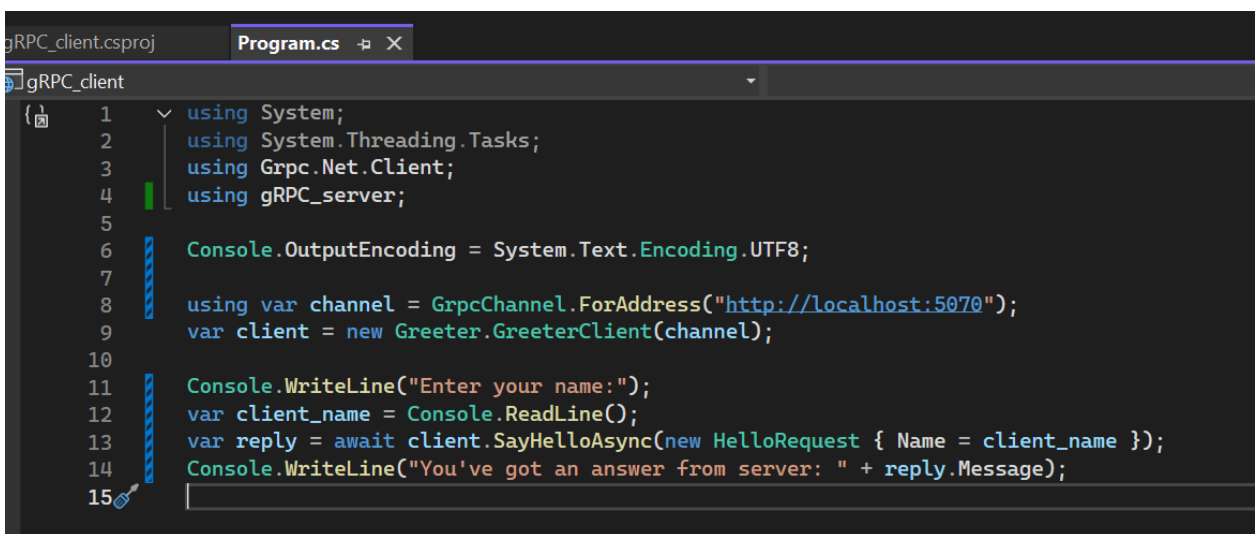 gRPC_client.csproj
Program.cs
gRPC_client
1 using System;
2 using System.Threading.Tasks;
3 using Grpc.Net.Client;
4 using gRPC_server;
5
6 Console.OutputEncoding = System.Text.Encoding.UTF8;
7
8 using var channel = GrpcChannel.ForAddress("http://localhost:5070");
9 var client = new Greeter.GreeterClient(channel);
10
11 Console.WriteLine("Enter your name:");
12 var client_name = Console.ReadLine();
13 var reply = await client.SayHelloAsync(new HelloRequest { Name = client_name });
14 Console.WriteLine("You've got an answer from server: " + reply.Message);
15